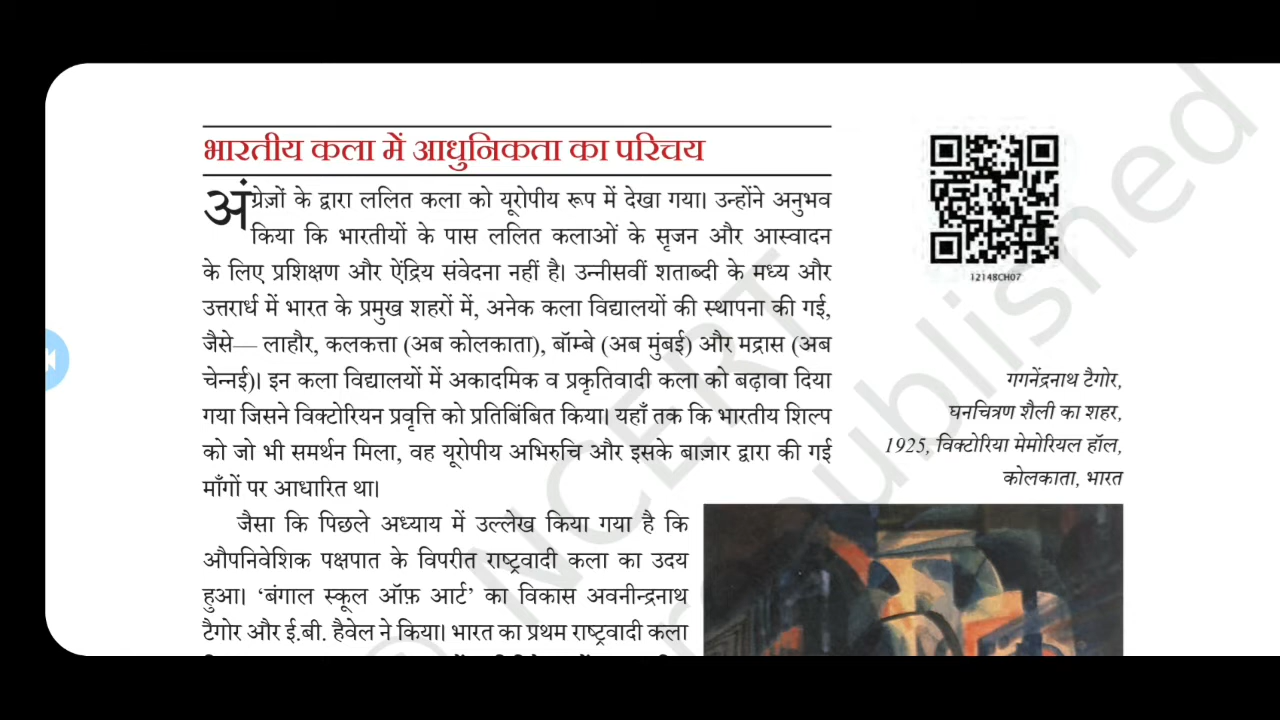 भारतीय कला में आधुनिकता का परिचय
अंग्रेज़ों के द्वारा ललित कला को यूरोपीय रूप में देखा गया। उन्होंने अनुभव
किया कि भारतीयों के पास ललित कलाओं के सृजन और आस्वादन
के लिए प्रशिक्षण और ऐंद्रिय संवेदना नहीं है। उन्नीसवीं शताब्दी के मध्य और
उत्तरार्ध में भारत के प्रमुख शहरों में, अनेक कला विद्यालयों की स्थापना की गई,
जैसे— लाहौर, कलकत्ता (अब कोलकाता), बॉम्बे (अब मुंबई) और मद्रास (अब
चेन्नई)। इन कला विद्यालयों में अकादमिक व प्रकृतिवादी कला को बढ़ावा दिया
गया जिसने विक्टोरियन प्रवृत्ति को प्रतिबिंबित किया। यहाँ तक कि भारतीय शिल्प
को जो भी समर्थन मिला, वह यूरोपीय अभिरुचि और इसके बाज़ार द्वारा की गई
माँगों पर आधारित था।
जैसा कि पिछले अध्याय में उल्लेख किया गया है कि
औपनिवेशिक पक्षपात के विपरीत राष्ट्रवादी कला का उदय
हुआ। ‘बंगाल स्कूल ऑफ़ आर्ट’ का विकास अवनीन्द्रनाथ
टैगोर और ई.बी. हैवेल ने किया। भारत का प्रथम राष्ट्रवादी कला
12148CH07
गगनेंद्रनाथ टैगोर,
घनचित्रण शैली का शहर,
1925, विक्टोरिया मेमोरियल हॉल,
कोलकाता, भारत
© NCERT
published